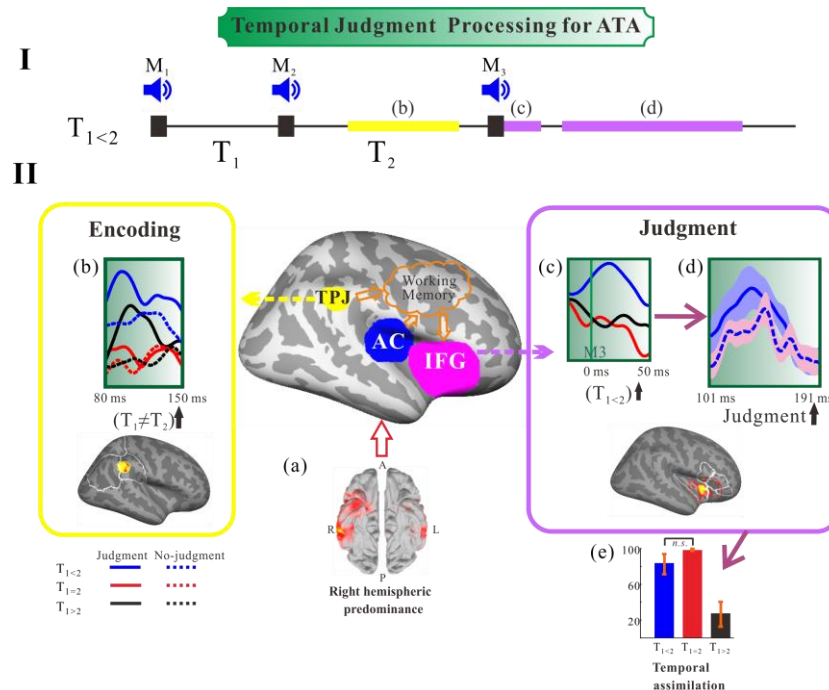 Temporal Judgment Processing for ATA
I
M1 M2 M3
(b) (c) (d)
T1<2
T1 T2
II
Encoding
Judgment
(b)
(c) (d)
TPJ
Working
Memory
AC
IFG
M3
80 ms 150 ms
0 ms 50 ms
101 ms 191 ms
(T1≠T2)
(T1<2)
Judgment
(a)
A
R L
P
Right hemispheric
predominance
Judgment No-judgment
T1<2
T1=2
T1>2
(e)
n.s.
100
60
20
T1<2 T1=2 T1>2
Temporal
assimilation